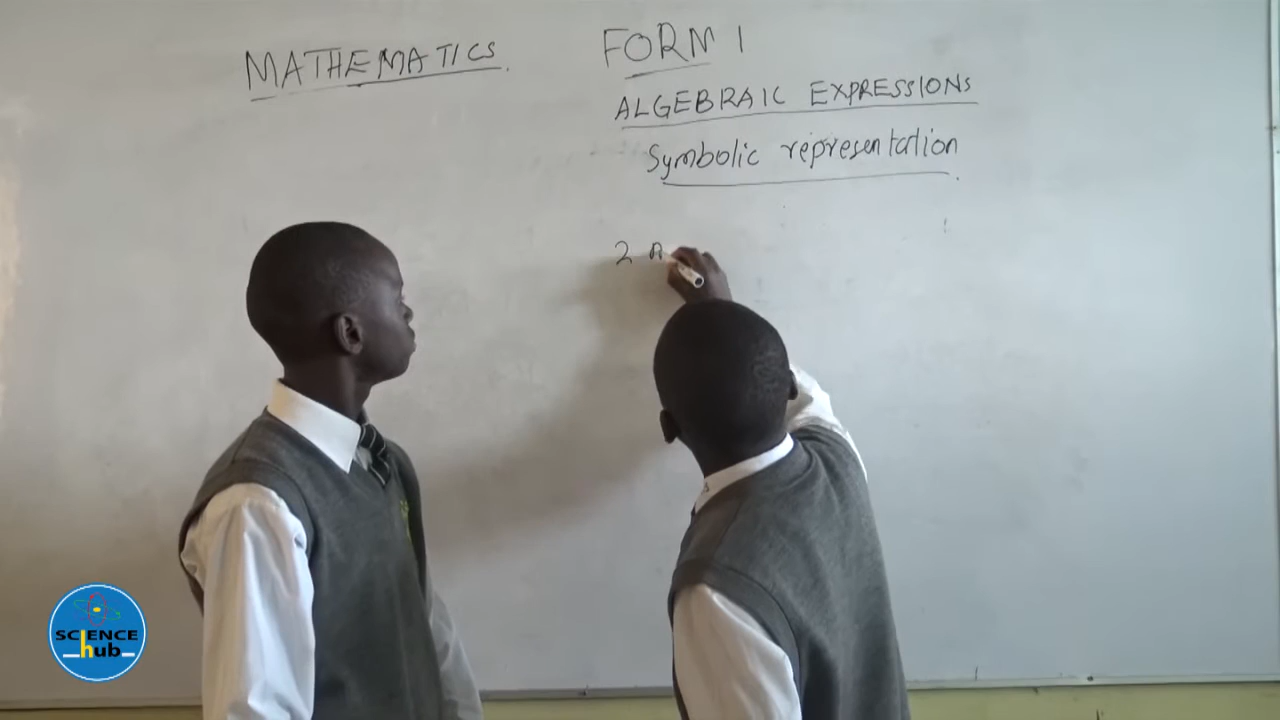 MATHEMATICS.
FORM 1
ALGEBRAIC EXPRESSIONS
Symbolic representation.
2
SCIENCE
hub